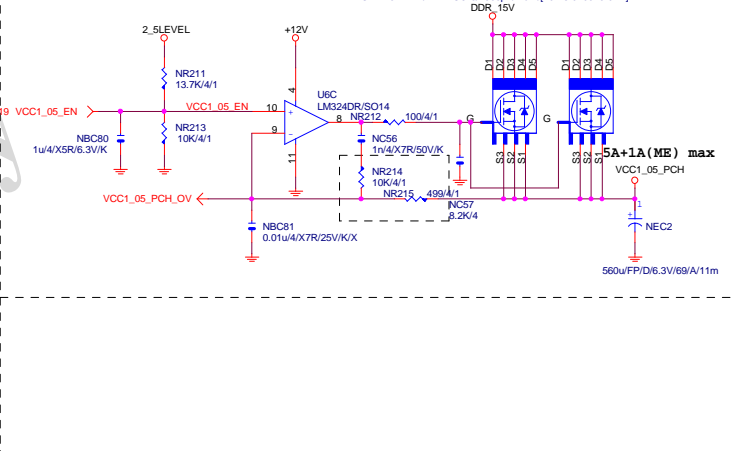 DDR_15V
2_5LEVEL
+12V
D1 D2 D3 D4 D5
D1 D2 D3 D4 D5
NR211
13.7K/4/1
4
U6C
LM324DR/SO14
19 VCC1_05_EN
VCC1_05_EN
10
+
8
NR212
100/4/1
G
G
NBC80
1u/4/X5R/6.3V/K
NR213
10K/4/1
9
-
11
NC56
1n/4/X7R/50V/K
S3 S2 S1
S3 S2 S1
5A+1A(ME) max
VCC1_05_PCH
NR214
10K/4/1
VCC1_05_PCH_OV
NR215
499/4/1
NC57
8.2K/4
1
+
NEC2
NBC81
0.01u/4/X7R/25V/K/X
560u/FP/D/6.3V/69/A/11m